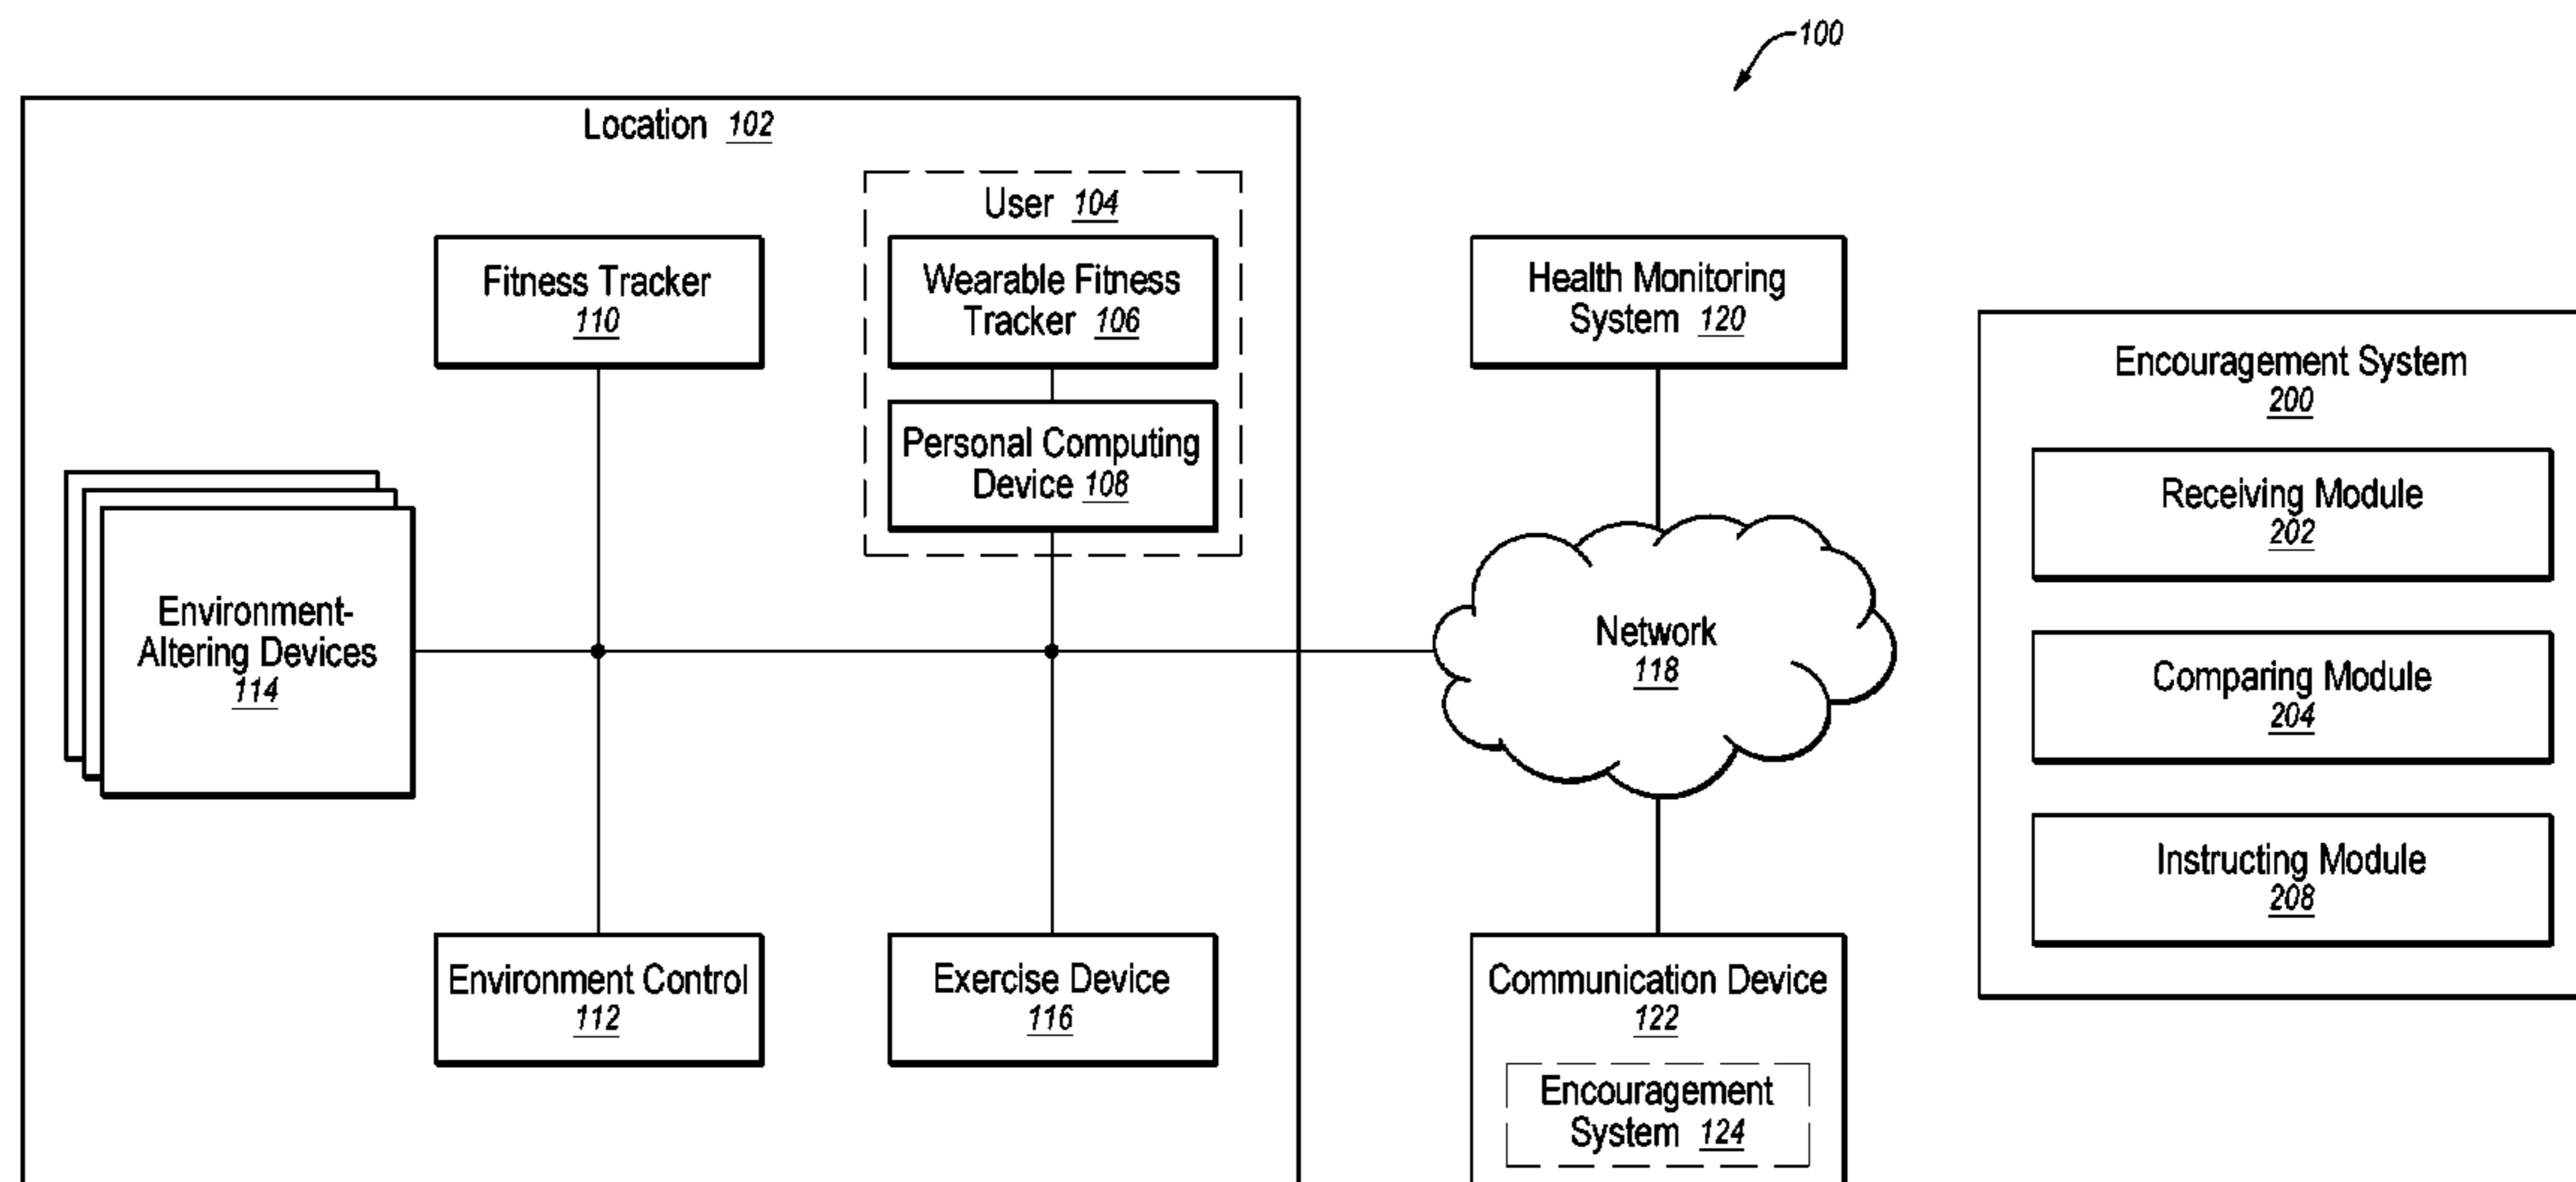 100
Location 102
User 104
Fitness Tracker
110
Wearable Fitness
Tracker 106
Personal Computing
Device 108
Environment-
Altering Devices
114
Environment Control
112
Exercise Device
116
Health Monitoring
System 120
Network
118
Communication Device
122
Encouragement
System 124
Encouragement System
200
Receiving Module
202
Comparing Module
204
Instructing Module
208